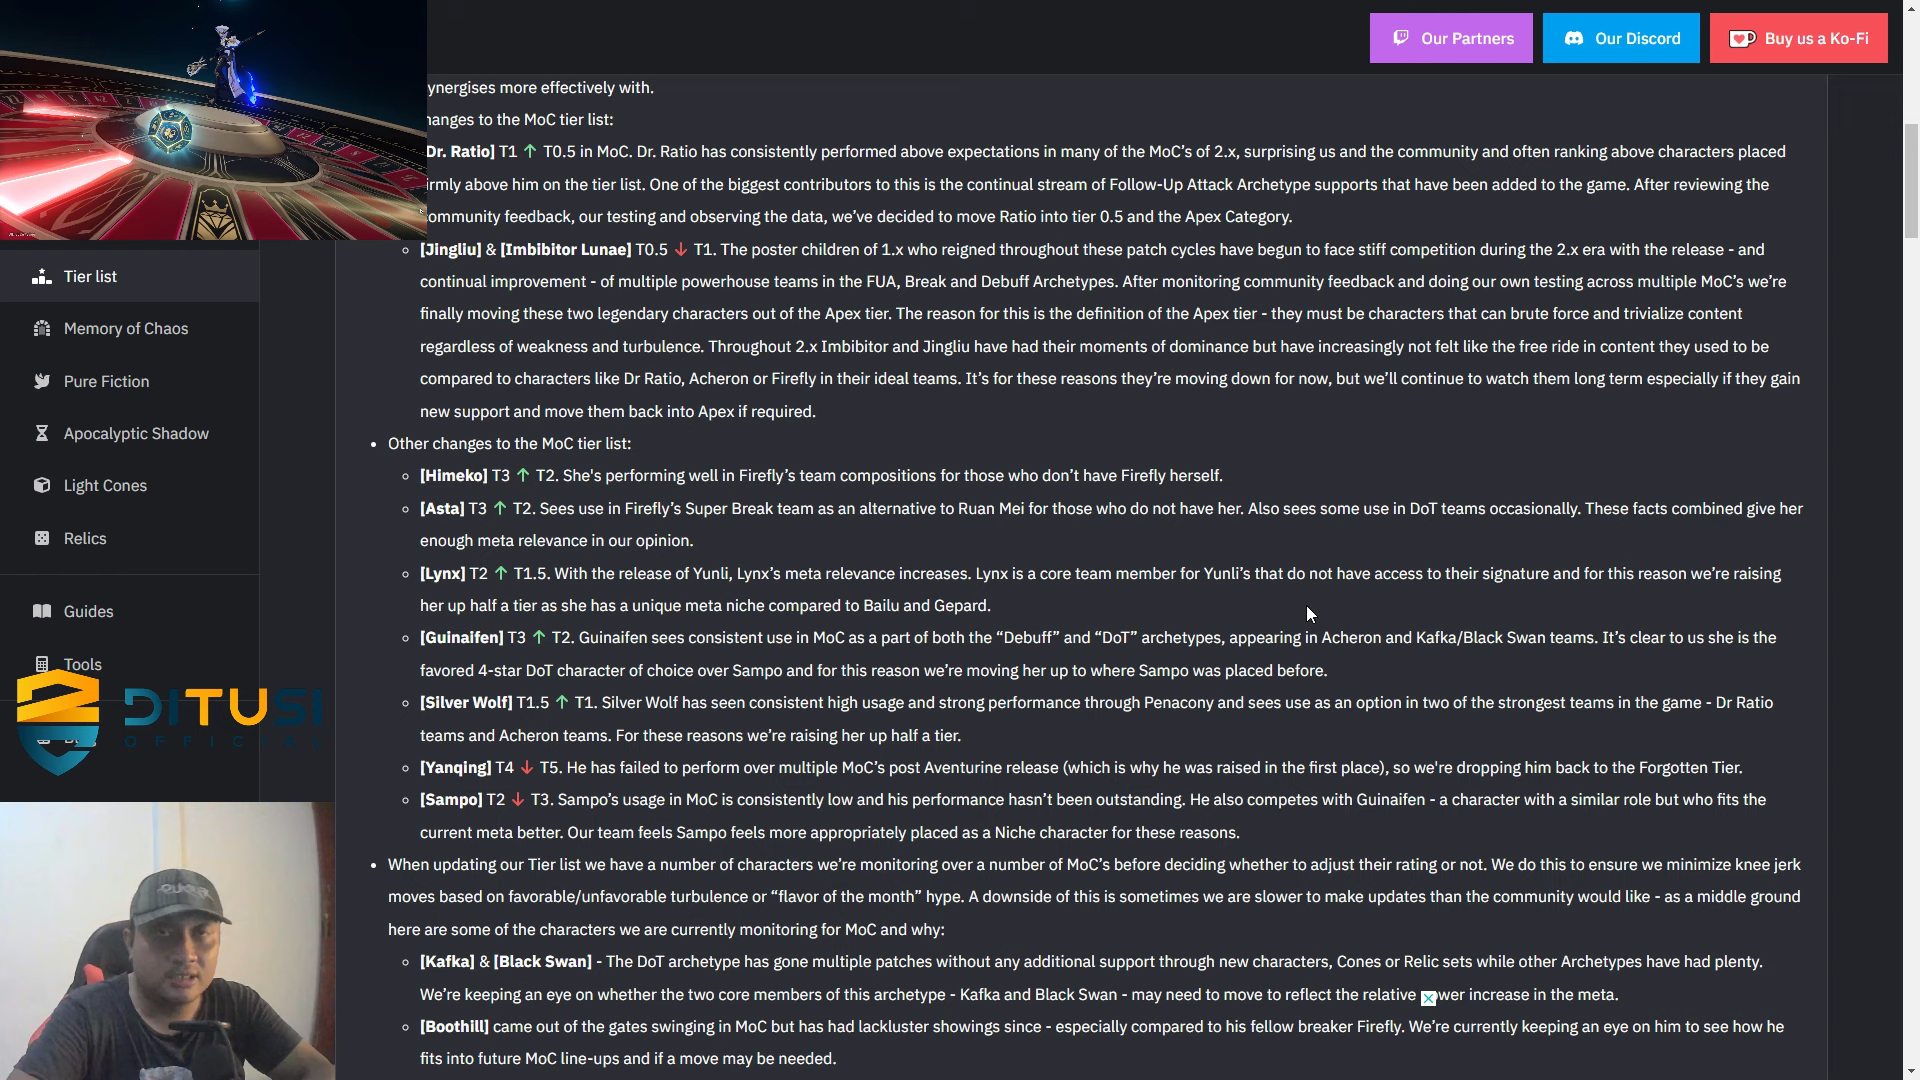 Our Partners
Our Discord
Buy us a Ko-Fi
ynergises more effectively with.
hanges to the MoC tier list:
Dr. Ratio] T1 ↑ T0.5 in MoC. Dr. Ratio has consistently performed above expectations in many of the MoC's of 2.x, surprising us and the community and often ranking above characters placed
irmly above him on the tier list. One of the biggest contributors to this is the continual stream of Follow-Up Attack Archetype supports that have been added to the game. After reviewing the
ommunity feedback, our testing and observing the data, we've decided to move Ratio into tier 0.5 and the Apex Category.
[Jingliu] & [Imbibitor Lunae] T0.5 ↓ T1. The poster children of 1.x who reigned throughout these patch cycles have begun to face stiff competition during the 2.x era with the release - and
continual improvement - of multiple powerhouse teams in the FUA, Break and Debuff Archetypes. After monitoring community feedback and doing our own testing across multiple MoC's we're
finally moving these two legendary characters out of the Apex tier. The reason for this is the definition of the Apex tier - they must be characters that can brute force and trivialize content
regardless of weakness and turbulence. Throughout 2.x Imbibitor and Jingliu have had their moments of dominance but have increasingly not felt like the free ride in content they used to be
compared to characters like Dr Ratio, Acheron or Firefly in their ideal teams. It's for these reasons they're moving down for now, but we'll continue to watch them long term especially if they gain
new support and move them back into Apex if required.
• Other changes to the MoC tier list:
[Himeko] T3 ↑ T2. She's performing well in Firefly's team compositions for those who don't have Firefly herself.
[Asta] T3 ↑ T2. Sees use in Firefly's Super Break team as an alternative to Ruan Mei for those who do not have her. Also sees some use in DoT teams occasionally. These facts combined give her
enough meta relevance in our opinion.
[Lynx] T2 ↑ T1.5. With the release of Yunli, Lynx's meta relevance increases. Lynx is a core team member for Yunli's that do not have access to their signature and for this reason we're raising
her up half a tier as she has a unique meta niche compared to Bailu and Gepard.
[Guinaifen] T3 ↑ T2. Guinaifen sees consistent use in MoC as a part of both the “Debuff” and “DoT” archetypes, appearing in Acheron and Kafka/Black Swan teams. It's clear to us she is the
favored 4-star DoT character of choice over Sampo and for this reason we're moving her up to where Sampo was placed before.
[Silver Wolf] T1.5 ↑ T1. Silver Wolf has seen consistent high usage and strong performance through Penacony and sees use as an option in two of the strongest teams in the game - Dr Ratio
teams and Acheron teams. For these reasons we're raising her up half a tier.
[Yanqing] T4 ↓ T5. He has failed to perform over multiple MoC's post Aventurine release (which is why he was raised in the first place), so we're dropping him back to the Forgotten Tier.
[Sampo] T2 ↓ T3. Sampo's usage in MoC is consistently low and his performance hasn't been outstanding. He also competes with Guinaifen - a character with a similar role but who fits the
current meta better. Our team feels Sampo feels more appropriately placed as a Niche character for these reasons.
• When updating our Tier list we have a number of characters we're monitoring over a number of MoC's before deciding whether to adjust their rating or not. We do this to ensure we minimize knee jerk
moves based on favorable/unfavorable turbulence or “flavor of the month” hype. A downside of this is sometimes we are slower to make updates than the community would like - as a middle ground
here are some of the characters we are currently monitoring for MoC and why:
[Kafka] & [Black Swan] - The DoT archetype has gone multiple patches without any additional support through new characters, Cones or Relic sets while other Archetypes have had plenty.
We're keeping an eye on whether the two core members of this archetype - Kafka and Black Swan - may need to move to reflect the relative wer increase in the meta.
[Boothill] came out of the gates swinging in MoC but has had lackluster showings since - especially compared to his fellow breaker Firefly. We're currently keeping an eye on him to see how he
fits into future MoC line-ups and if a move may be needed.
Tier list
Memory of Chaos
Pure Fiction
Apocalyptic Shadow
Light Cones
Relics
Guides
Tools
DITUSI
OFFICIAL